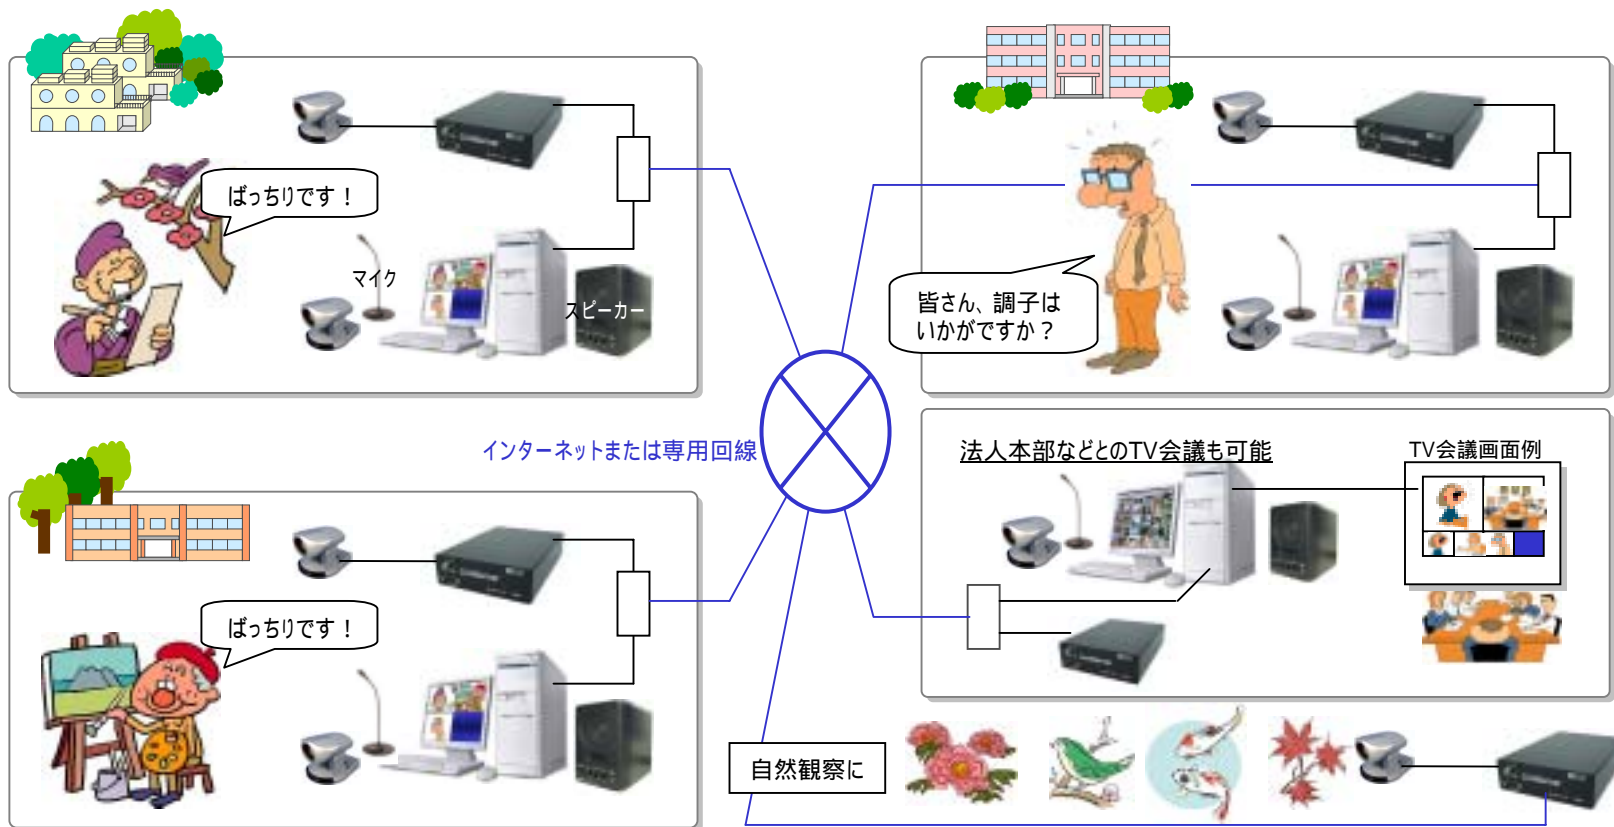 ばっちりです！
マイク
スピーカー
皆さん、調子は
いかがですか？
インターネットまたは専用回線
法人本部などとのTV会議も可能
TV会議画面例
ばっちりです！
自然観察に